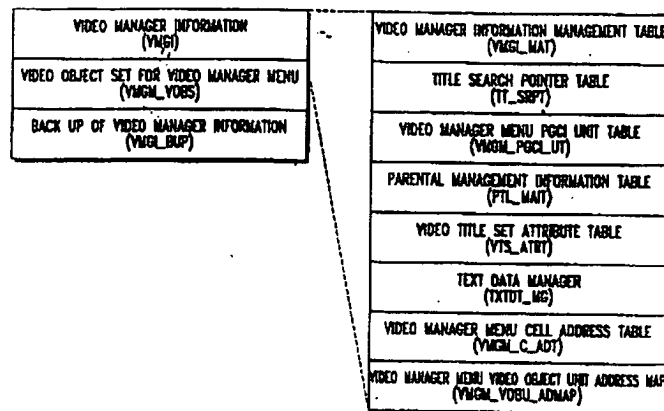 VIDEO MANAGER INFORMATION
(VMGI)
VIDEO OBJECT SET FOR VIDEO MANAGER MENU
(VMGM_VOBS)
BACK UP OF VIDEO MANAGER INFORMATION
(VMGI_BUP)
VIDEO MANAGER INFORMATION MANAGEMENT TABLE
(VMGI_MAT)
TITLE SEARCH POINTER TABLE
(TT_SRPT)
VIDEO MANAGER MENU PGCI UNIT TABLE
(VMGM_PGCI_UT)
PARENTAL MANAGEMENT INFORMATION TABLE
(PTL_MAIT)
VIDEO TITLE SET ATTRIBUTE TABLE
(VTS_ATRT)
TEXT DATA MANAGER
(TXTDT_MG)
VIDEO MANAGER MENU CELL ADDRESS TABLE
(VMGM_C_ADT)
VIDEO MANAGER MENU VIDEO OBJECT UNIT ADDRESS MAP
(VMGM_VOBU_ADMAP)